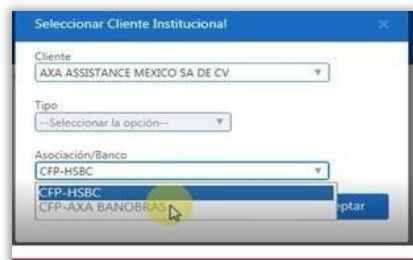 Seleccionar Cliente Institucional
Cliente
AXA ASSISTANCE MEXICO SA DE CV
Tipo
--Seleccionar la opción--
Asociación/Banco
CFP-HSBC
CFP-HSBC
CFP-AXA BANOBRAS
eptar